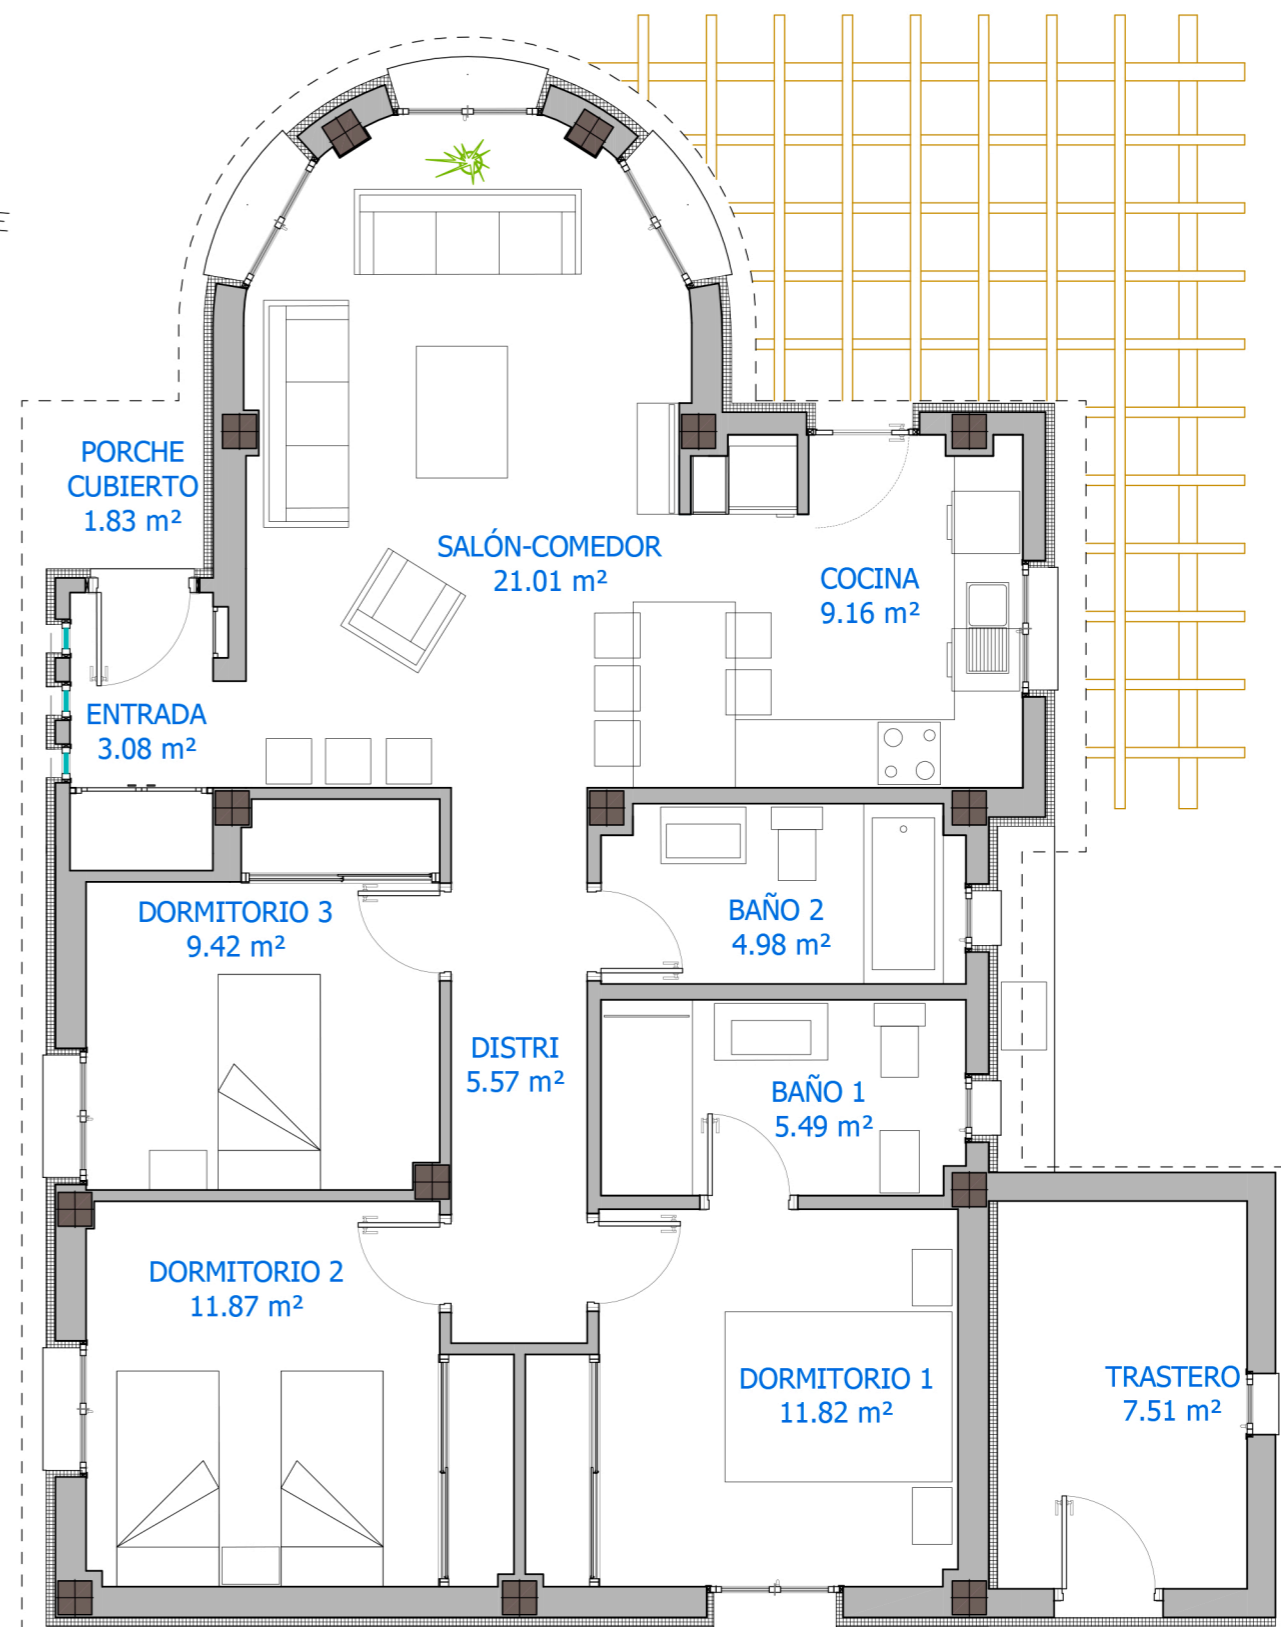 PORCHE
CUBIERTO
1.83 m²
SALÓN-COMEDOR
21.01 m²
COCINA
9.16 m²
ENTRADA
3.08 m²
DORMITORIO 3
9.42 m²
BAÑO 2
4.98 m²
DISTRI
5.57 m²
BAÑO 1
5.49 m²
DORMITORIO 2
11.87 m²
DORMITORIO 1
11.82 m²
TRASTERO
7.51 m²